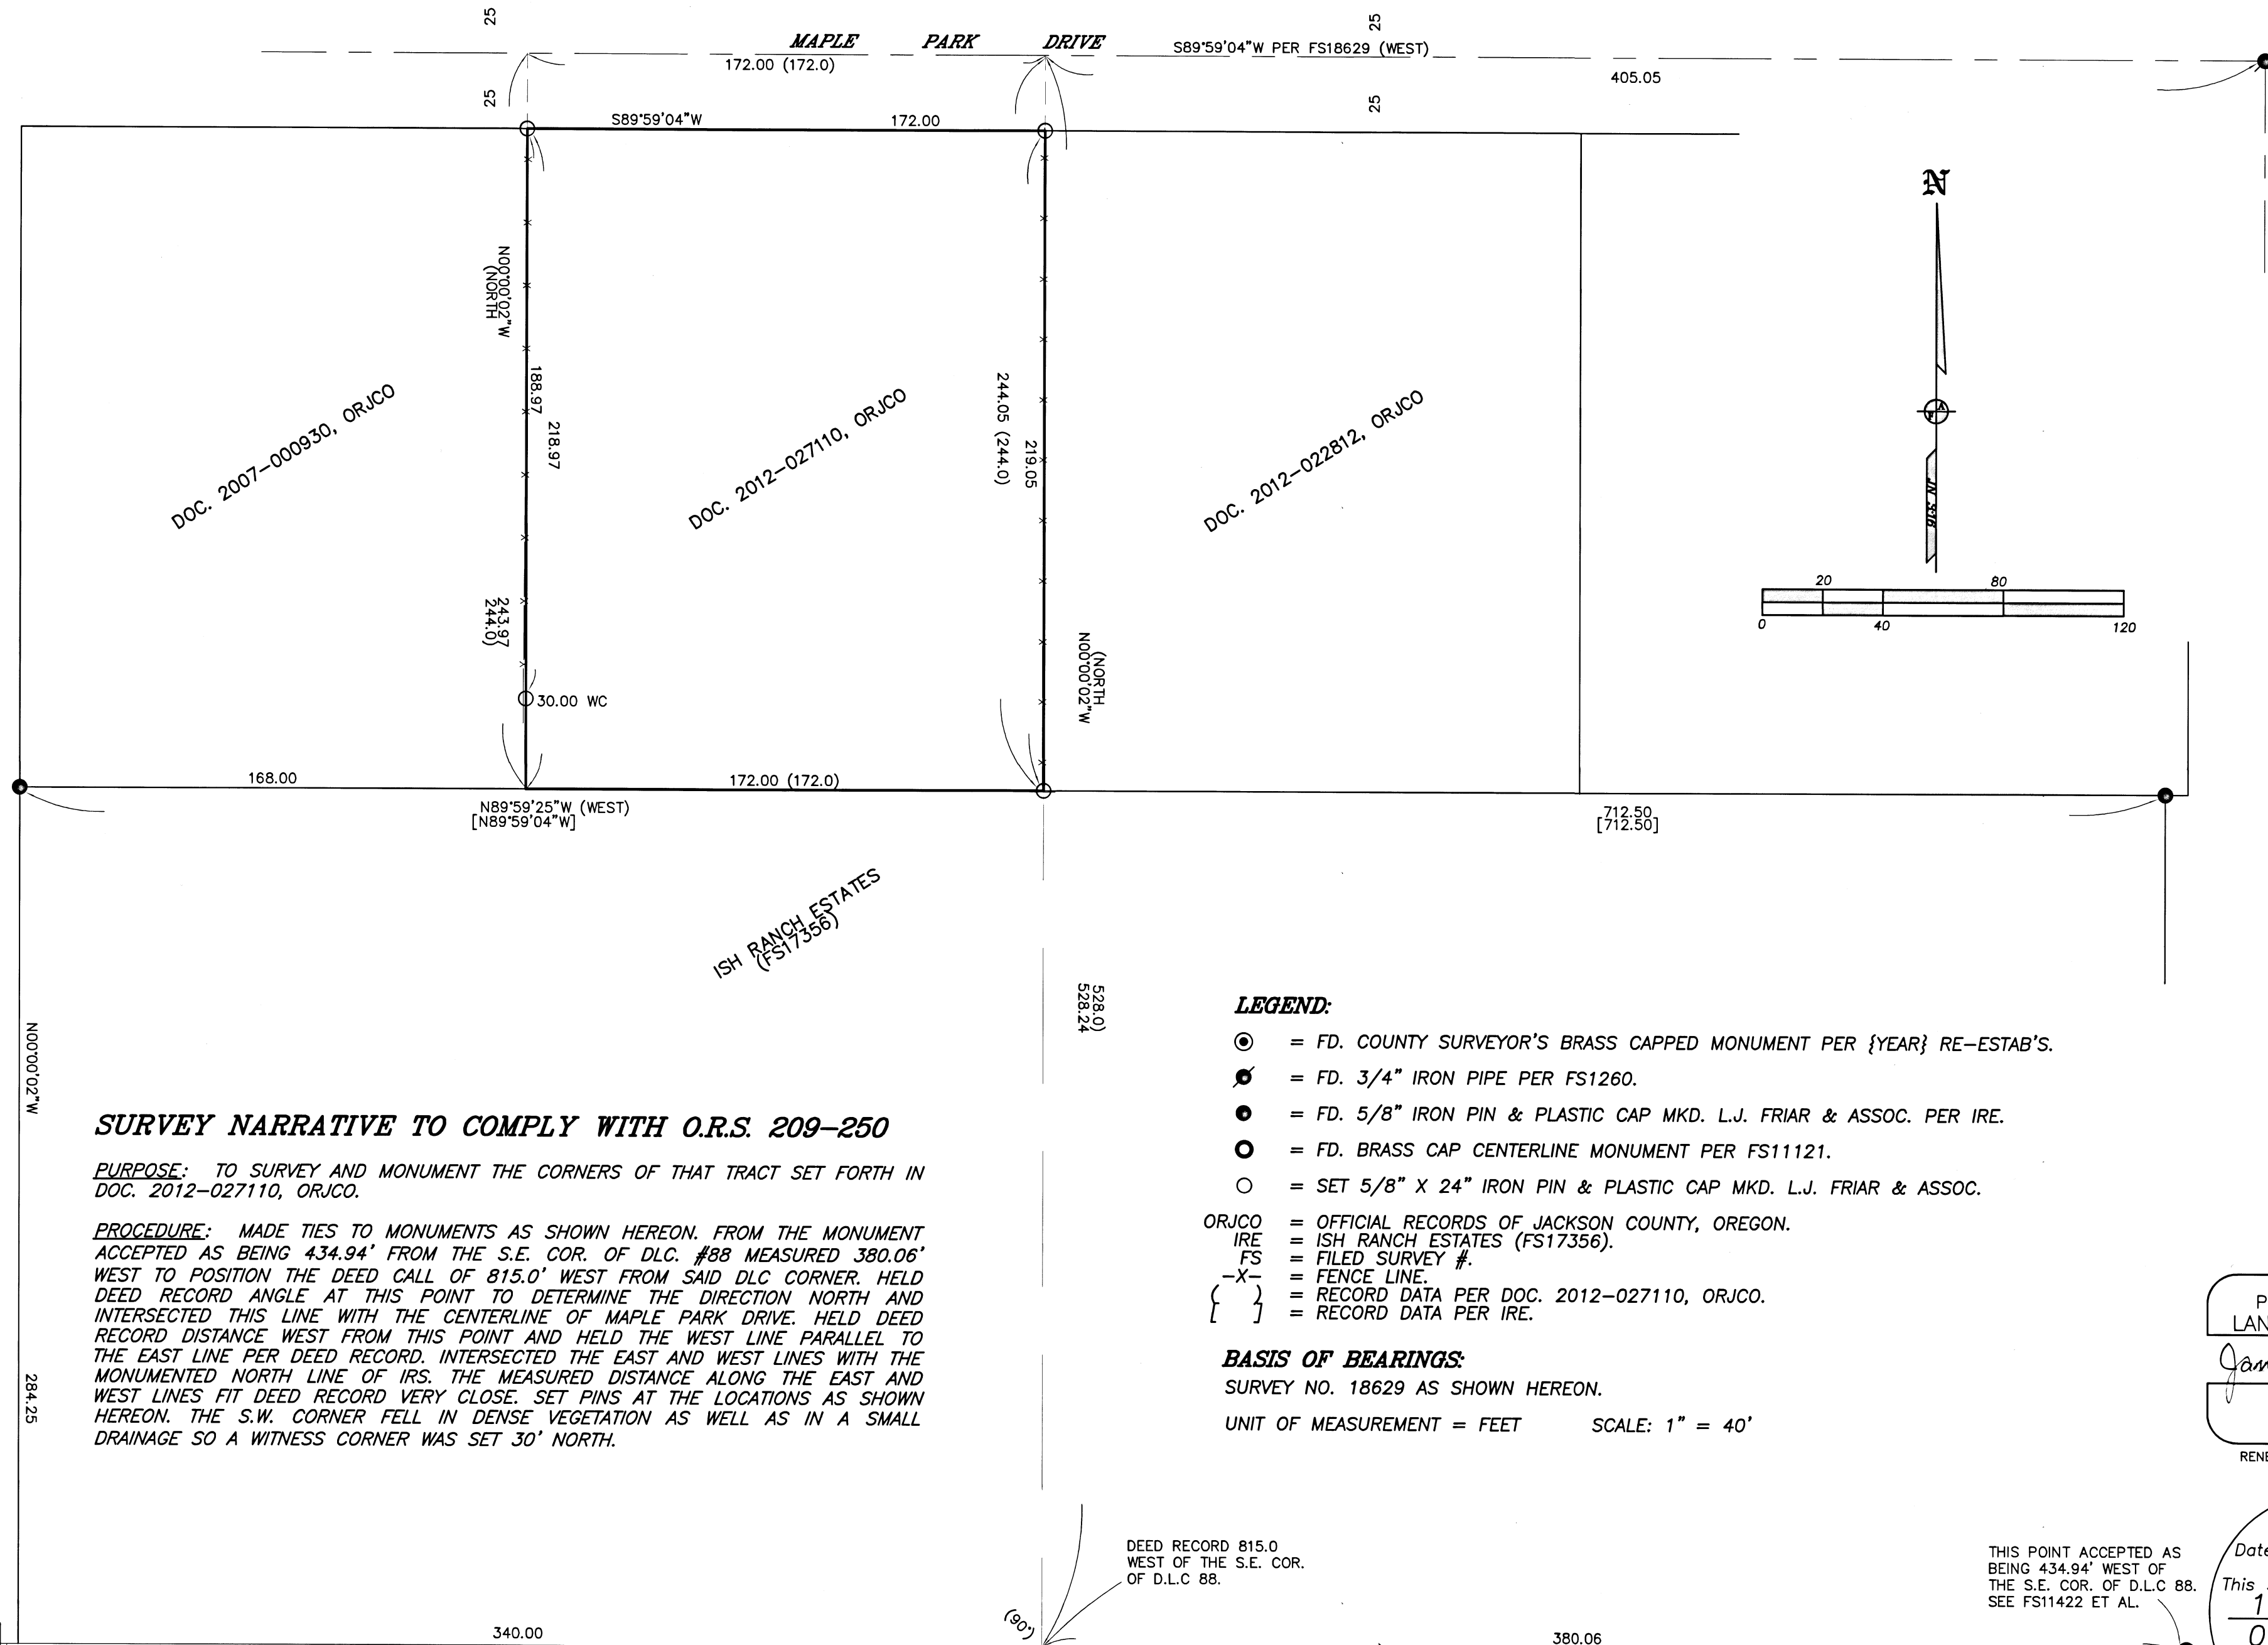 25
25
MAPLE PARK DRIVE
S89°59'04"W PER FS18629 (WEST)
172.00 (172.0)
405.05
25
25
S89°59'04"W
172.00
N
N00°00'02"W
(NORTH
188.97
218.97
244.05 (244.0)
219.05
DOC. 2007-000930, ORJCO
DOC. 2012-027110, ORJCO
DOC. 2012-022812, ORJCO
20
80
0
40
120
243.97
244.0)
(NORTH
N00°00'02"W
30.00 WC
168.00
172.00 (172.0)
N89°59'25"W (WEST)
[N89°59'04"W]
712.50
[712.50]
ISH RANCH ESTATES
(FS17356)
528.0)
528.24
N00°00'02"W
284.25
SURVEY NARRATIVE TO COMPLY WITH O.R.S. 209-250
PURPOSE: TO SURVEY AND MONUMENT THE CORNERS OF THAT TRACT SET FORTH IN
DOC. 2012-027110, ORJCO.
PROCEDURE: MADE TIES TO MONUMENTS AS SHOWN HEREON. FROM THE MONUMENT
ACCEPTED AS BEING 434.94' FROM THE S.E. COR. OF DLC. #88 MEASURED 380.06'
WEST TO POSITION THE DEED CALL OF 815.0' WEST FROM SAID DLC CORNER. HELD
DEED RECORD ANGLE AT THIS POINT TO DETERMINE THE DIRECTION NORTH AND
INTERSECTED THIS LINE WITH THE CENTERLINE OF MAPLE PARK DRIVE. HELD DEED
RECORD DISTANCE WEST FROM THIS POINT AND HELD THE WEST LINE PARALLEL TO
THE EAST LINE PER DEED RECORD. INTERSECTED THE EAST AND WEST LINES WITH THE
MONUMENTED NORTH LINE OF IRS. THE MEASURED DISTANCE ALONG THE EAST AND
WEST LINES FIT DEED RECORD VERY CLOSE. SET PINS AT THE LOCATIONS AS SHOWN
HEREON. THE S.W. CORNER FELL IN DENSE VEGETATION AS WELL AS IN A SMALL
DRAINAGE SO A WITNESS CORNER WAS SET 30' NORTH.
LEGEND:
= FD. COUNTY SURVEYOR'S BRASS CAPPED MONUMENT PER {YEAR} RE-ESTAB'S.
= FD. 3/4" IRON PIPE PER FS1260.
= FD. 5/8" IRON PIN & PLASTIC CAP MKD. L.J. FRIAR & ASSOC. PER IRE.
= FD. BRASS CAP CENTERLINE MONUMENT PER FS11121.
= SET 5/8" X 24" IRON PIN & PLASTIC CAP MKD. L.J. FRIAR & ASSOC.
ORJCO = OFFICIAL RECORDS OF JACKSON COUNTY, OREGON.
IRE = ISH RANCH ESTATES (FS17356).
FS = FILED SURVEY #.
-X- = FENCE LINE.
( ) = RECORD DATA PER DOC. 2012-027110, ORJCO.
[ ] = RECORD DATA PER IRE.
BASIS OF BEARINGS:
SURVEY NO. 18629 AS SHOWN HEREON.
UNIT OF MEASUREMENT = FEET SCALE: 1" = 40'
P
LAN
Jam
RENE
DEED RECORD 815.0
WEST OF THE S.E. COR.
OF D.L.C 88.
THIS POINT ACCEPTED AS
BEING 434.94' WEST OF
THE S.E. COR. OF D.L.C 88.
SEE FS11422 ET AL.
Date
This
1
0
(90°)
340.00
380.06